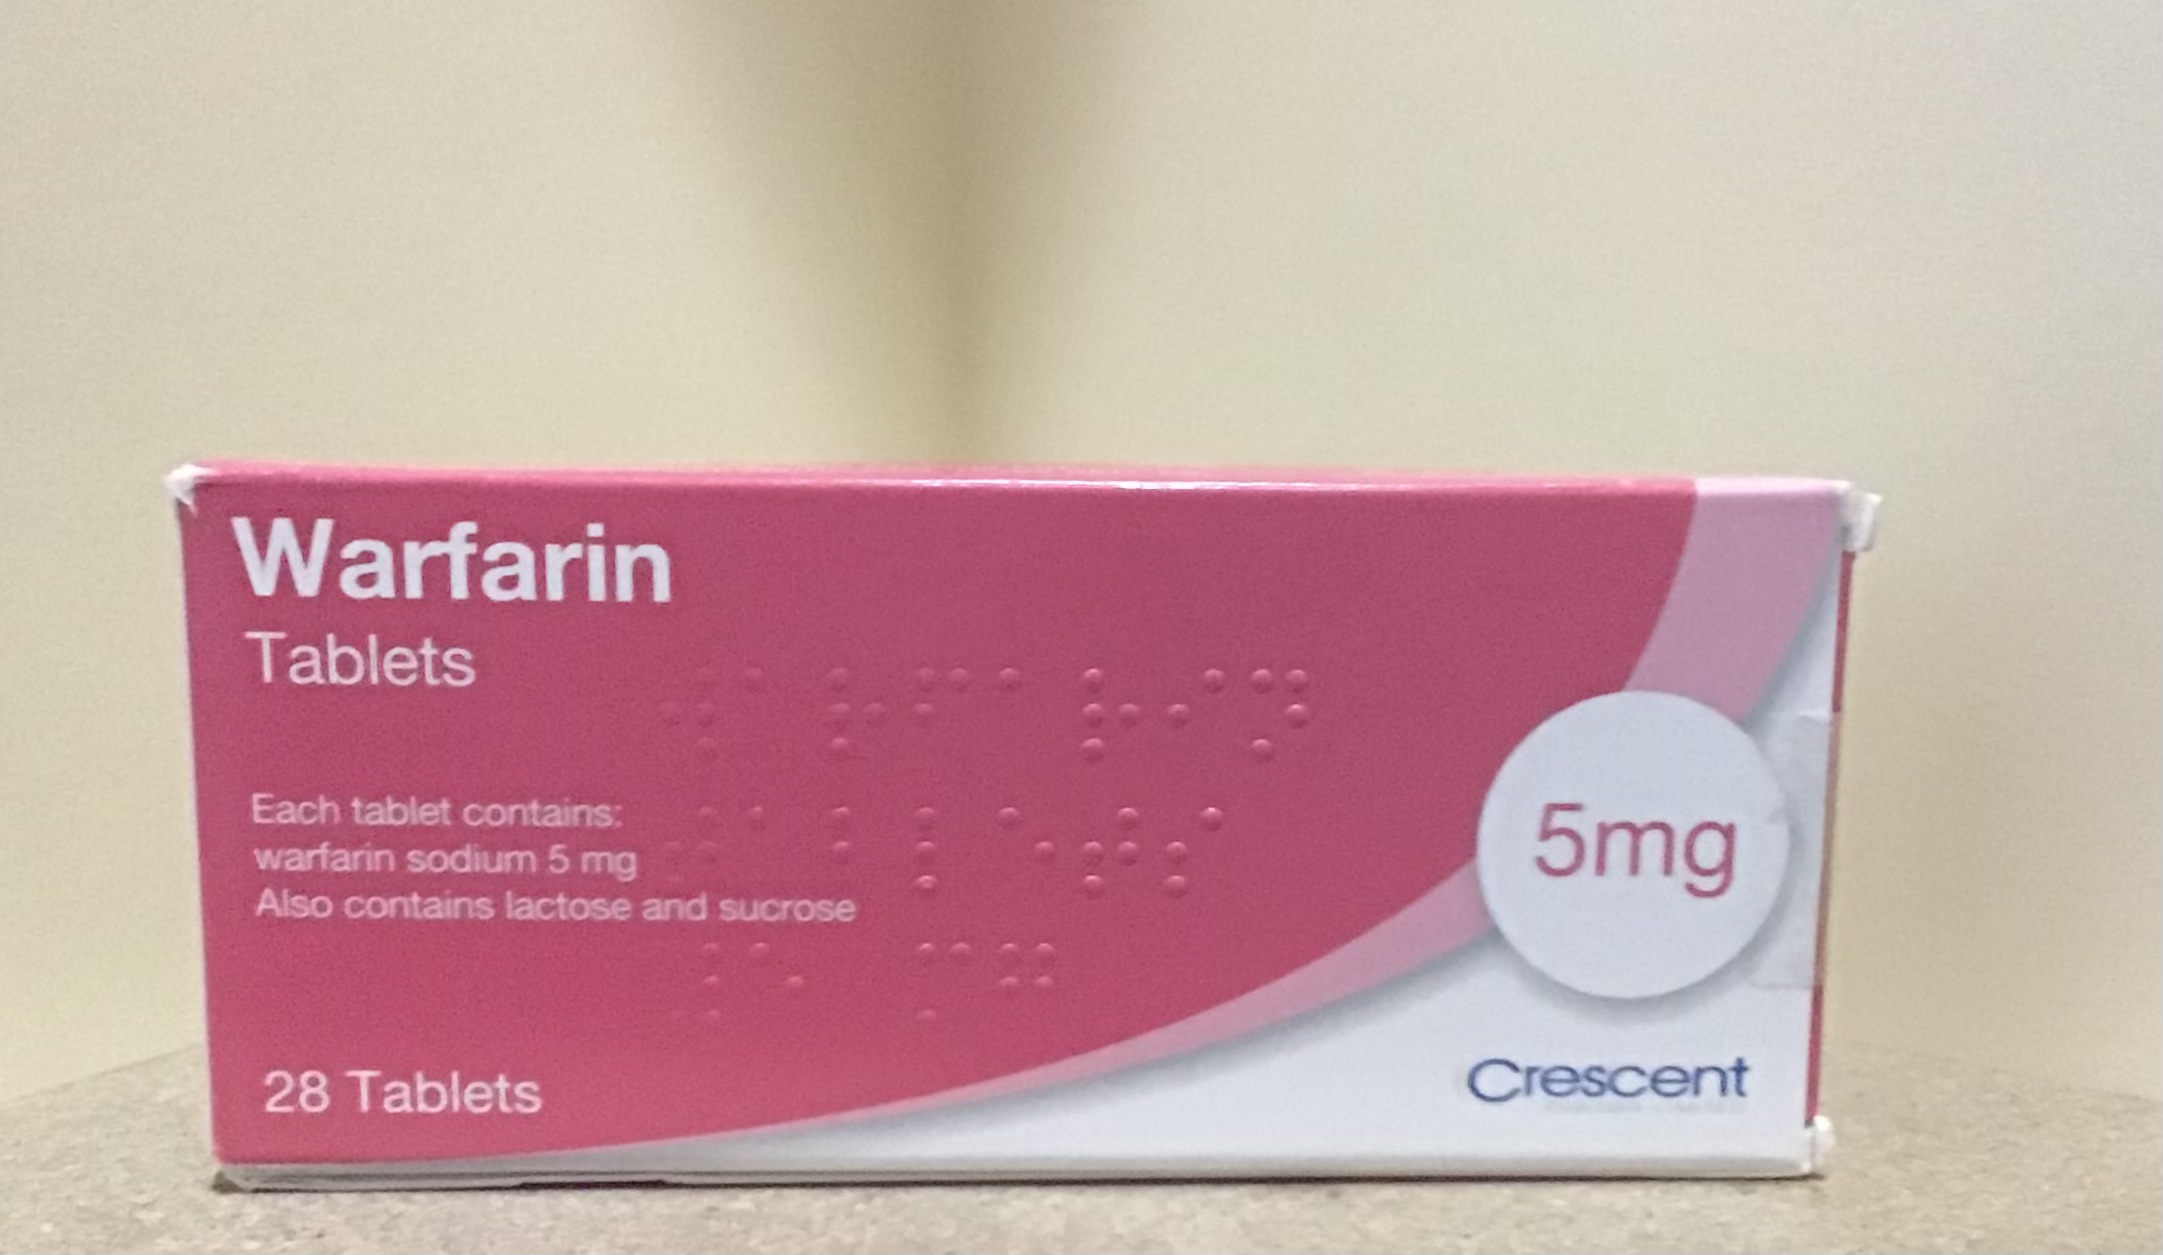 Warfarin
Tablets
Each tablet contains:
warfarin sodium 5 mg
Also contains lactose and sucrose
28 Tablets
5mg
Crescent